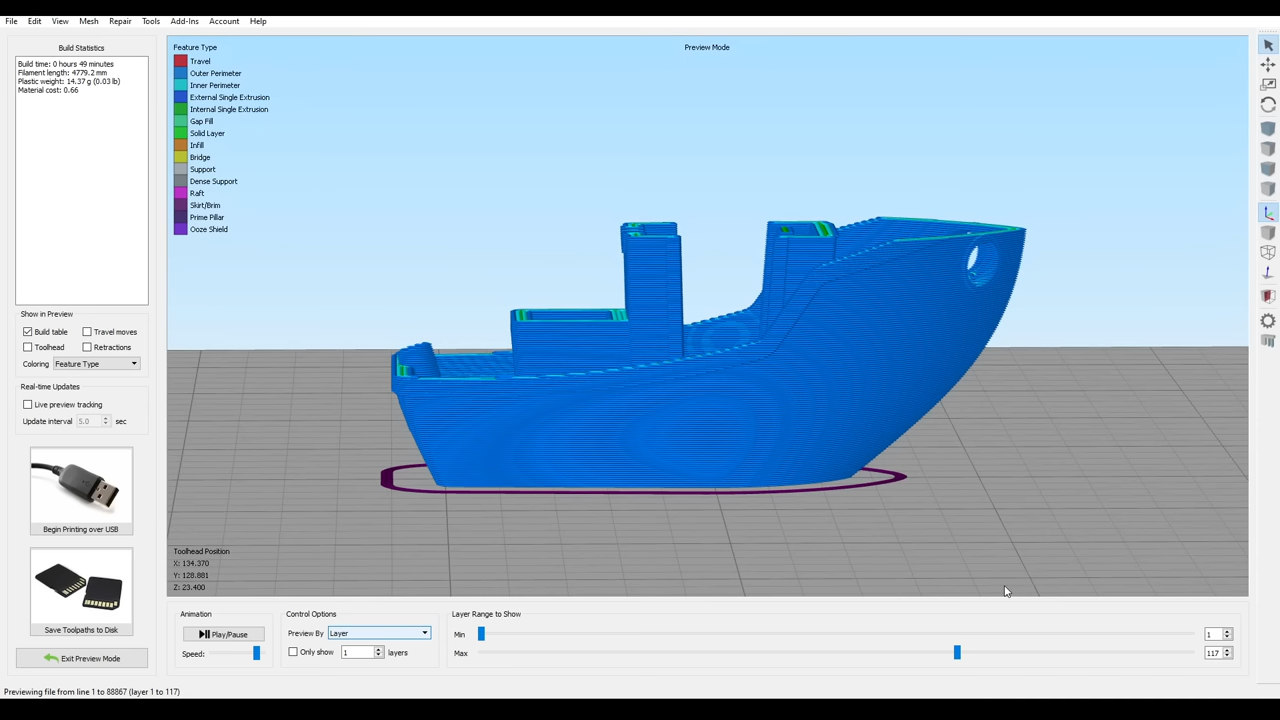 File Edit View Mesh Repair Tools Add-Ins Account Help
Build Statistics
Build time: 0 hours 49 minutes
Filament length: 4779.2 mm
Plastic weight: 14.37 g (0.03 lb)
Material cost: 0.66
Show in Preview
Build table Travel moves
Toolhead Retractions
Coloring Feature Type
Real-time Updates
Live preview tracking
Update interval 5.0 sec
Begin Printing over USB
Save Toolpaths to Disk
Exit Preview Mode
Feature Type
Travel
Outer Perimeter
Inner Perimeter
External Single Extrusion
Internal Single Extrusion
Gap Fill
Solid Layer
Infill
Bridge
Support
Dense Support
Raft
Skirt/Brim
Prime Pillar
Ooze Shield
Preview Mode
Toolhead Position
X: 134.370
Y: 128.881
Z: 23.400
Animation
Play/Pause
Speed:
Control Options
Preview By Layer
Only show 1 layers
Layer Range to Show
Min 1
Max 117
Previewing file from line 1 to 88867 (layer 1 to 117)